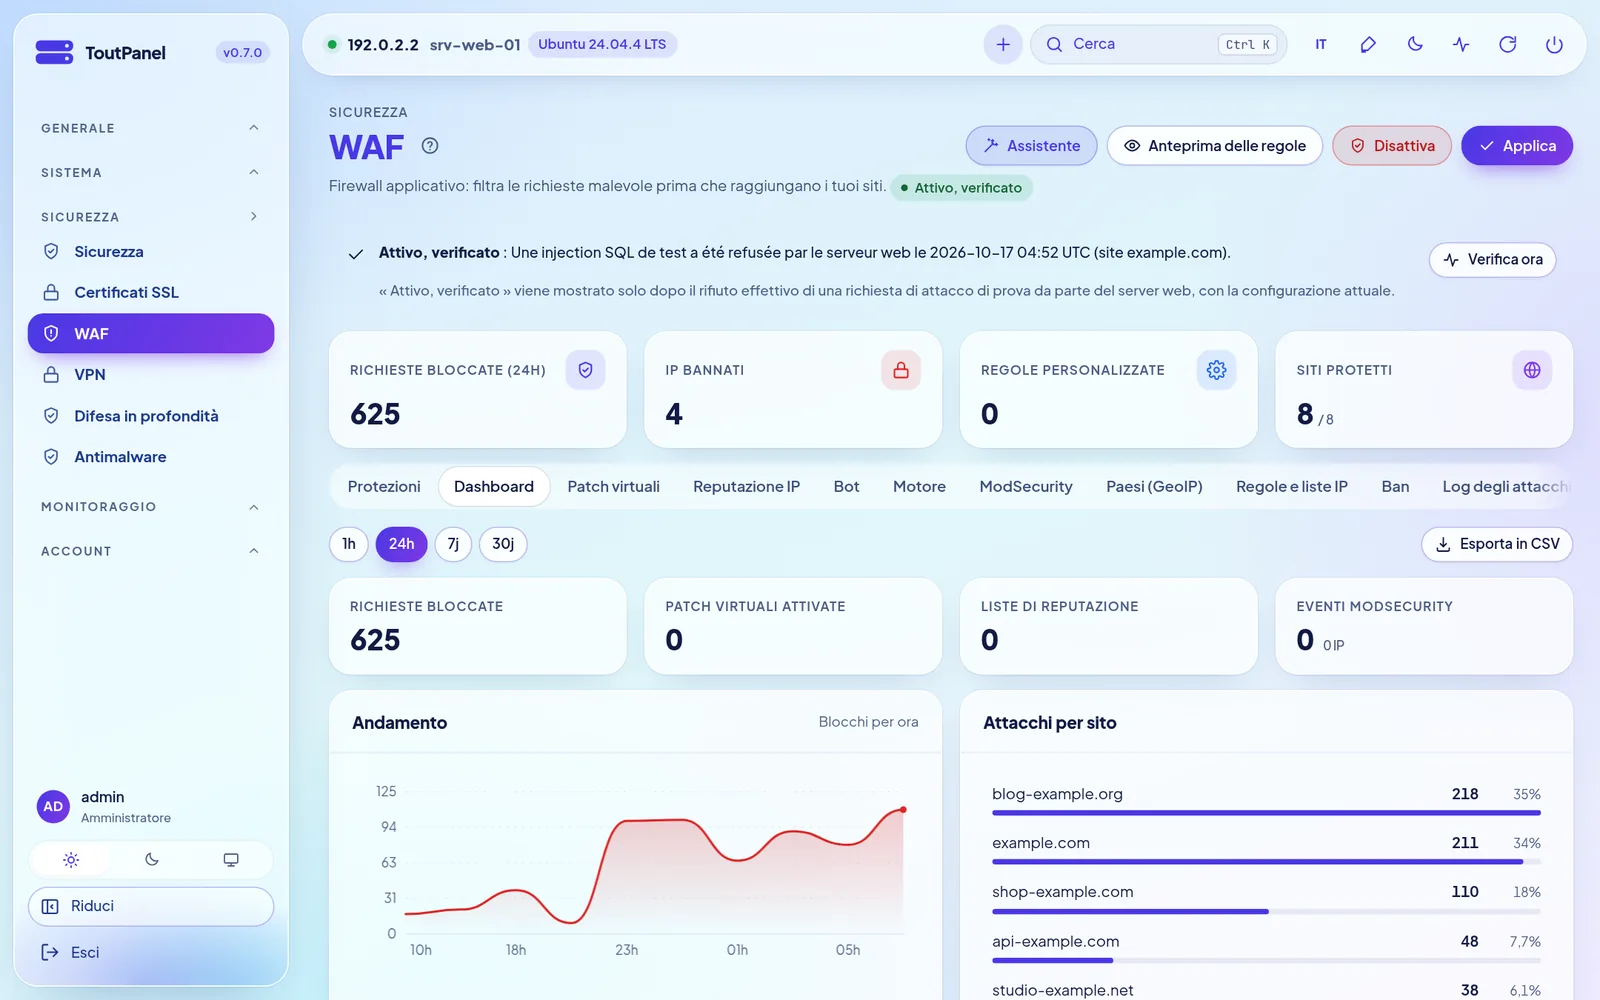 ToutPanel
v0.7.0
GENERALE
SISTEMA
SICUREZZA
Sicurezza
Certificati SSL
WAF
VPN
Difesa in profondità
Antimalware
MONITORAGGIO
ACCOUNT
AD
admin
Amministratore
Riduci
Esci
192.0.2.2 srv-web-01 Ubuntu 24.04.4 LTS
Cerca Ctrl K
IT
SICUREZZA
WAF
Assistente
Anteprima delle regole
Disattiva
Applica
Firewall applicativo: filtra le richieste malevole prima che raggiungano i tuoi siti. Attivo, verificato
Attivo, verificato : Une injection SQL de test a été refusée par le serveur web le 2026-10-17 04:52 UTC (site example.com).
Verifica ora
« Attivo, verificato » viene mostrato solo dopo il rifiuto effettivo di una richiesta di attacco di prova da parte del server web, con la configurazione attuale.
RICHIESTE BLOCCATE (24H)
625
IP BANNATI
4
REGOLE PERSONALIZZATE
0
SITI PROTETTI
8 / 8
Protezioni Dashboard Patch virtuali Reputazione IP Bot Motore ModSecurity Paesi (GeoIP) Regole e liste IP Ban Log degli attacchi
1h 24h 7j 30j
Esporta in CSV
RICHIESTE BLOCCATE
625
PATCH VIRTUALI ATTIVATE
0
LISTE DI REPUTAZIONE
0
EVENTI MODSECURITY
0 0 IP
Andamento
Blocchi per ora
125
94
63
31
0
10h 18h 23h 01h 05h
Attacchi per sito
blog-example.org 218 35%
example.com 211 34%
shop-example.com 110 18%
api-example.com 48 7,7%
studio-example.net 38 6,1%